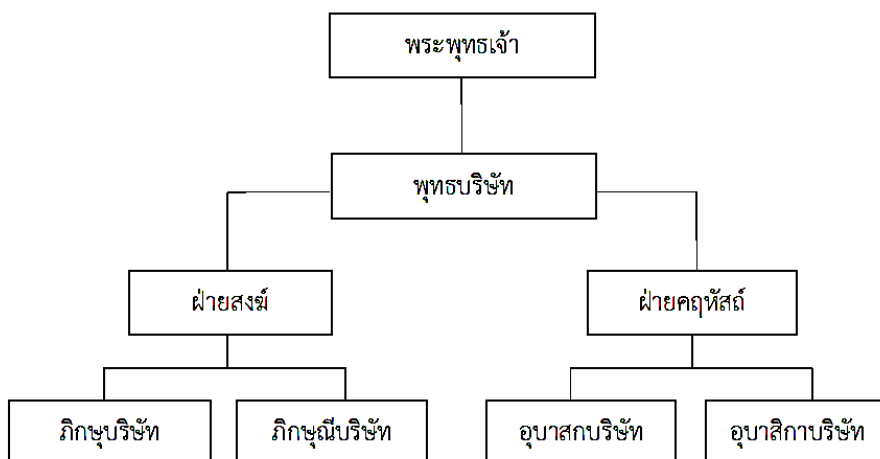 พระพุทธเจ้า
พุทธบริษัท
ฝ่ายสงฆ์
ฝ่ายคฤหัสถ์
ภิกษุบริษัท
ภิกษุณีบริษัท
อุบาสกบริษัท
อุบาสิกาบริษัท